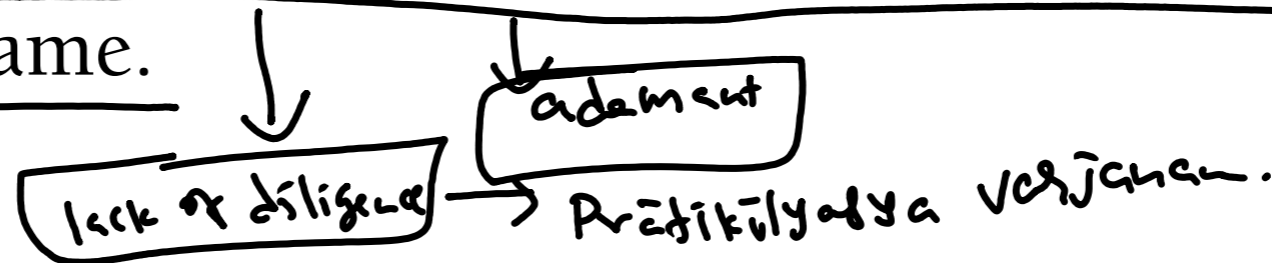 ame.
adamant
lack of diligence → Prātikūlyasya varjanam.